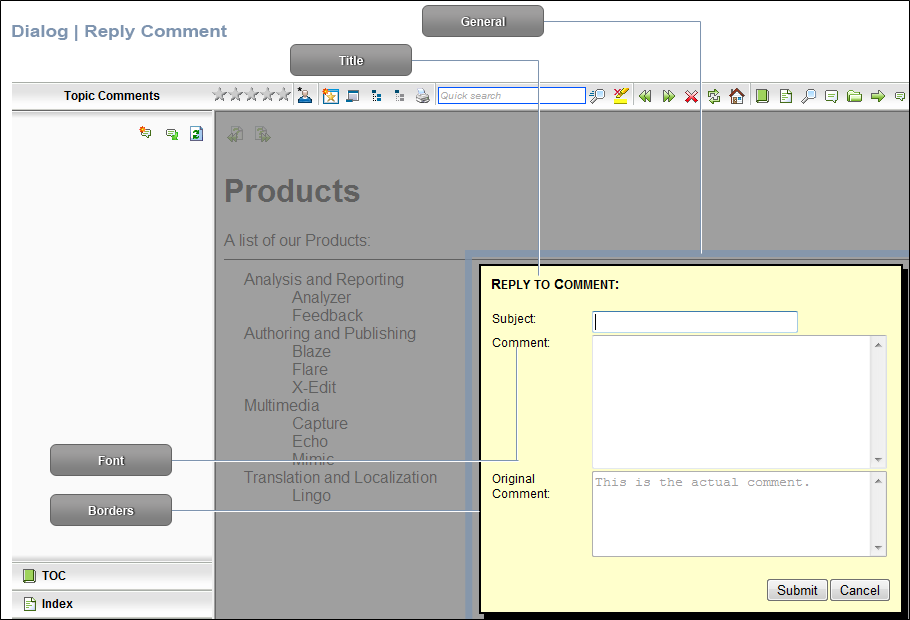 General
Dialog | Reply Comment
Title
Topic Comments
Quick search
Products
A list of our Products:
REPLY TO COMMENT:
Analysis and Reporting
Analyzer
Feedback
Subject:
Authoring and Publishing
Comment:
Blaze
Flare
X-Edit
Multimedia
Capture
Echo
Font
Mimic
Translation and Localization
Original
Comment:
This is the actual comment.
Lingo
Borders
TOC
Submit
Cancel
Index